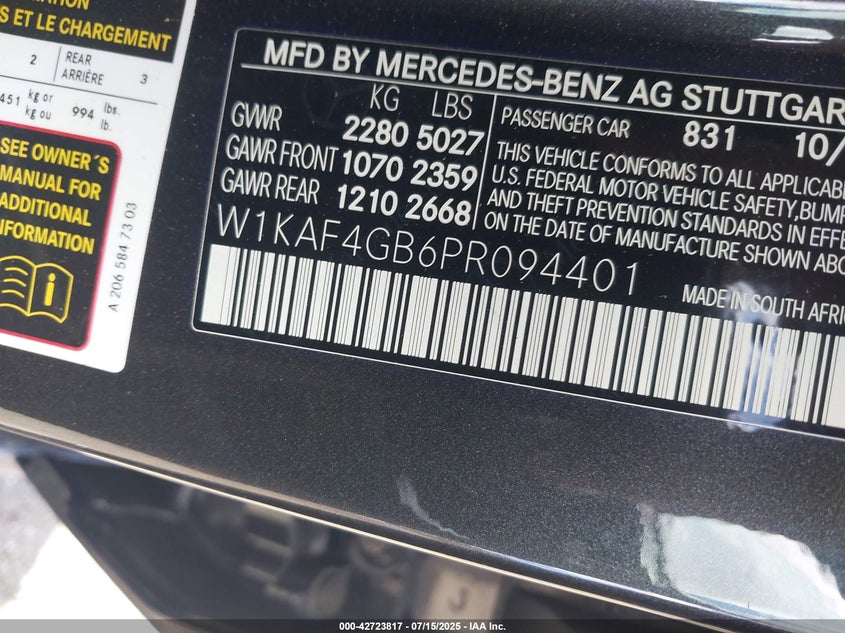 ATION
S ET LE CHARGEMENT
2 REAR ARRIÈRE 3
451 kg or kg ou 994 lbs. lb.
SEE OWNER´S
MANUAL FOR
ADDITIONAL
INFORMATION
A 206 584 73 03
MFD BY MERCEDES-BENZ AG STUTTGAR
KG LBS
GVWR 2280 5027
GAWR FRONT 1070 2359
GAWR REAR 1210 2668
PASSENGER CAR 831 10/
THIS VEHICLE CONFORMS TO ALL APPLICABL
U.S. FEDERAL MOTOR VEHICLE SAFETY, BUMP
AND THEFT PREVENTION STANDARDS IN EFFE
ON THE DATE OF MANUFACTURE SHOWN ABO
W1KAF4GB6PR094401
MADE IN SOUTH AFRI
000-42723817 - 07/15/2025 - IAA Inc.